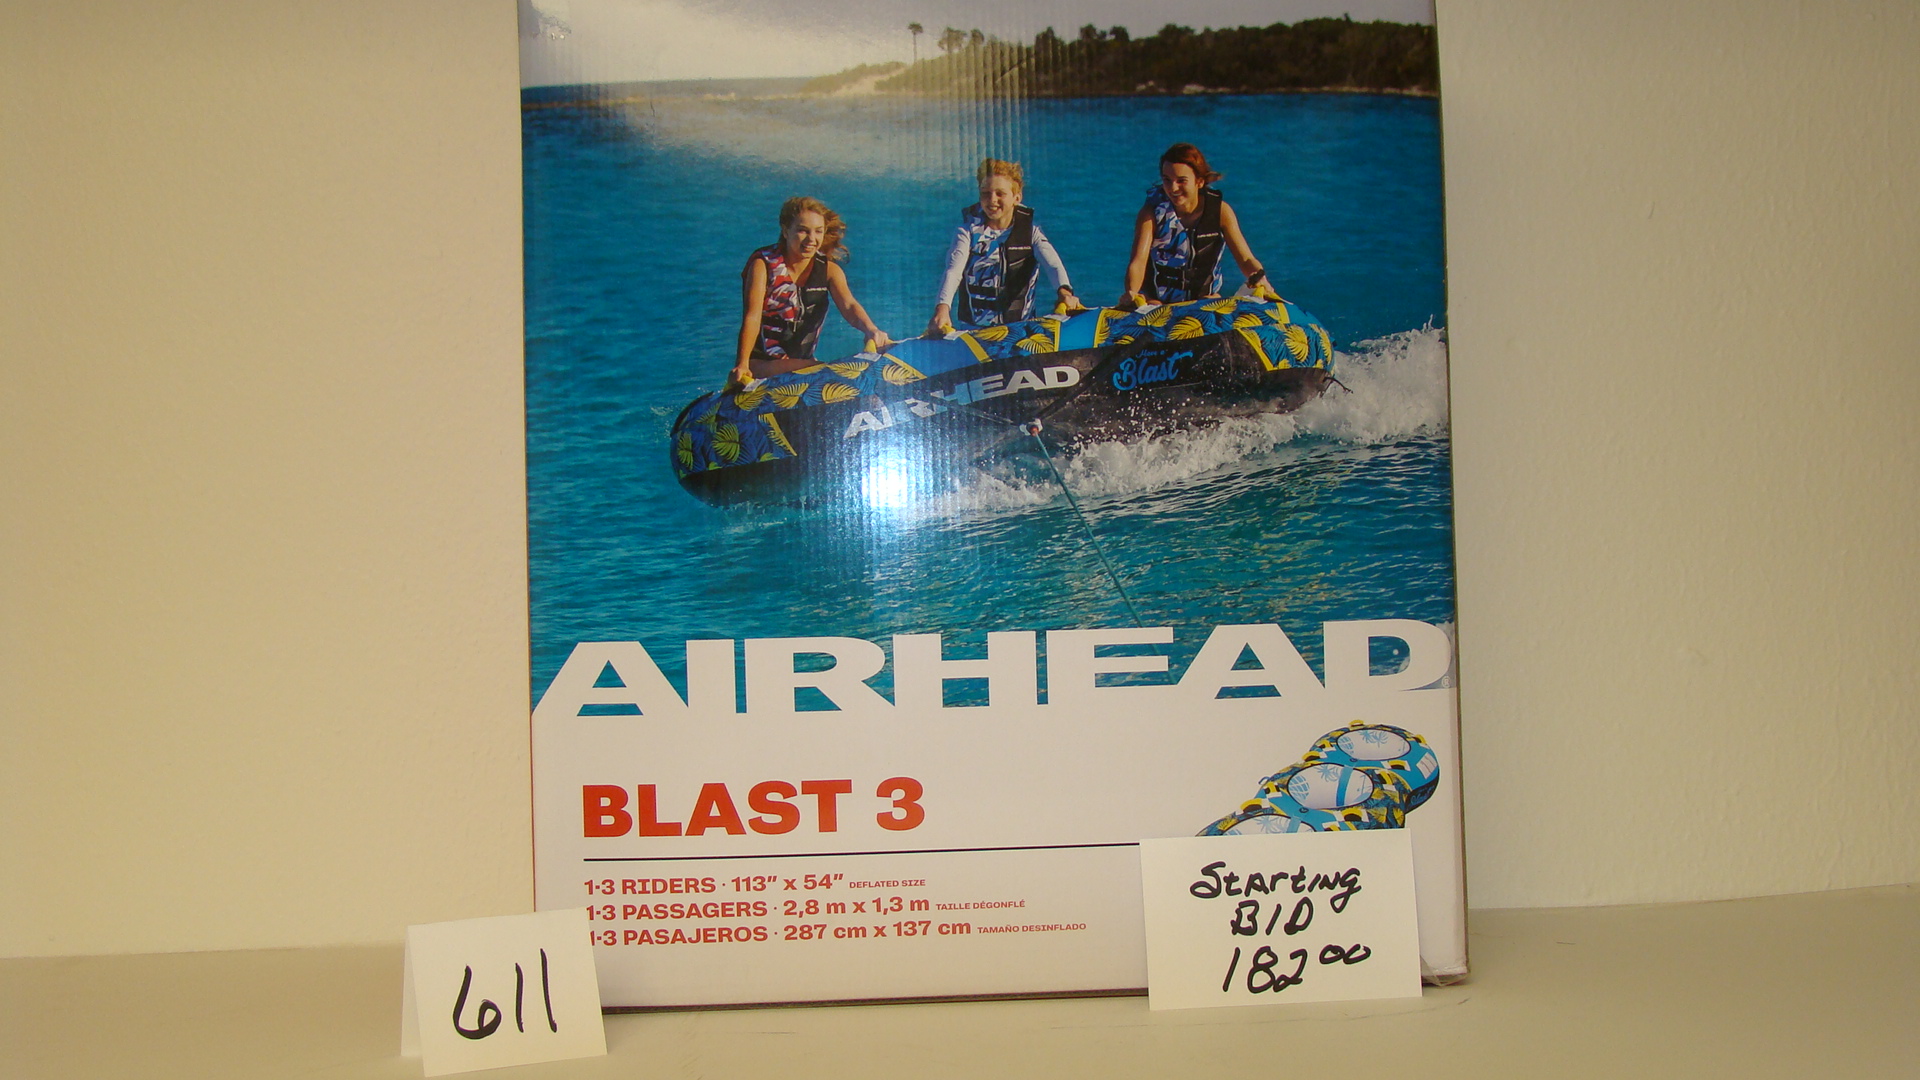 AIRHEAD
Have a
Blast
AIRHEAD®
BLAST 3
1-3 RIDERS · 113" x 54" DEFLATED SIZE
1-3 PASSAGERS · 2,8 m x 1,3 m TAILLE DÉGONFLÉ
1-3 PASAJEROS · 287 cm x 137 cm TAMAÑO DESINFLADO
611
StArtiNg
BID
182 00